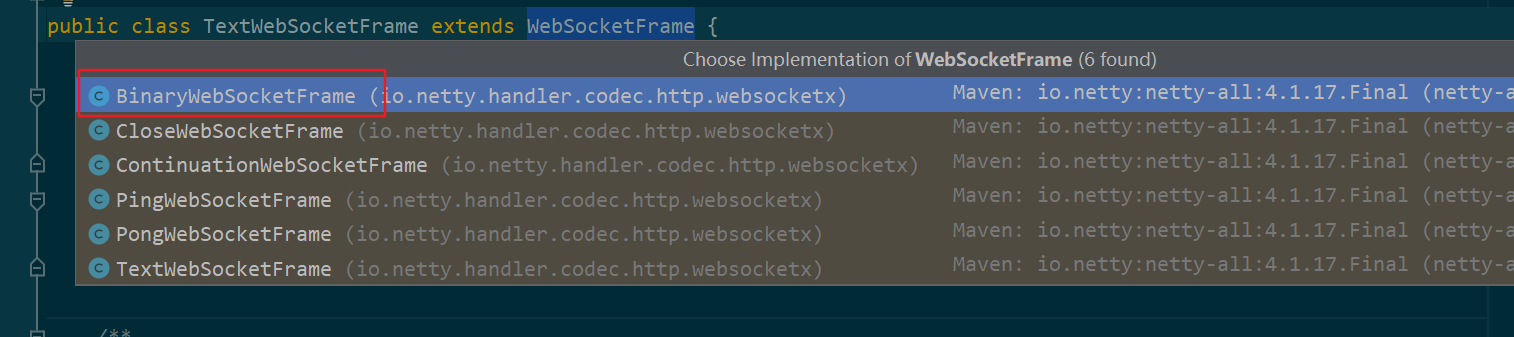 public class TextWebSocketFrame extends WebSocketFrame {
Choose Implementation of WebSocketFrame (6 found)
BinaryWebSocketFrame (io.netty.handler.codec.http.websocketx) Maven: io.netty:netty-all:4.1.17.Final (netty-a
CloseWebSocketFrame (io.netty.handler.codec.http.websocketx) Maven: io.netty:netty-all:4.1.17.Final (netty-a
ContinuationWebSocketFrame (io.netty.handler.codec.http.websocketx) Maven: io.netty:netty-all:4.1.17.Final (netty-a
PingWebSocketFrame (io.netty.handler.codec.http.websocketx) Maven: io.netty:netty-all:4.1.17.Final (netty-a
PongWebSocketFrame (io.netty.handler.codec.http.websocketx) Maven: io.netty:netty-all:4.1.17.Final (netty-a
TextWebSocketFrame (io.netty.handler.codec.http.websocketx) Maven: io.netty:netty-all:4.1.17.Final (netty-a
/**